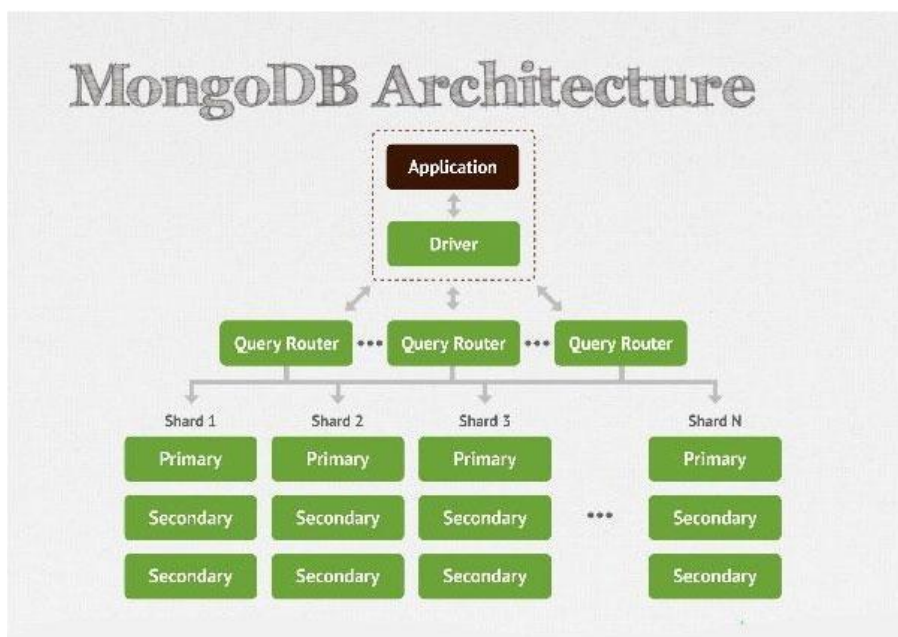 MongoDB Architecture
Application
Driver
Query Router ••• Query Router ••• Query Router
Shard 1 Shard 2 Shard 3 Shard N
Primary Primary Primary Primary
Secondary Secondary Secondary ••• Secondary
Secondary Secondary Secondary Secondary